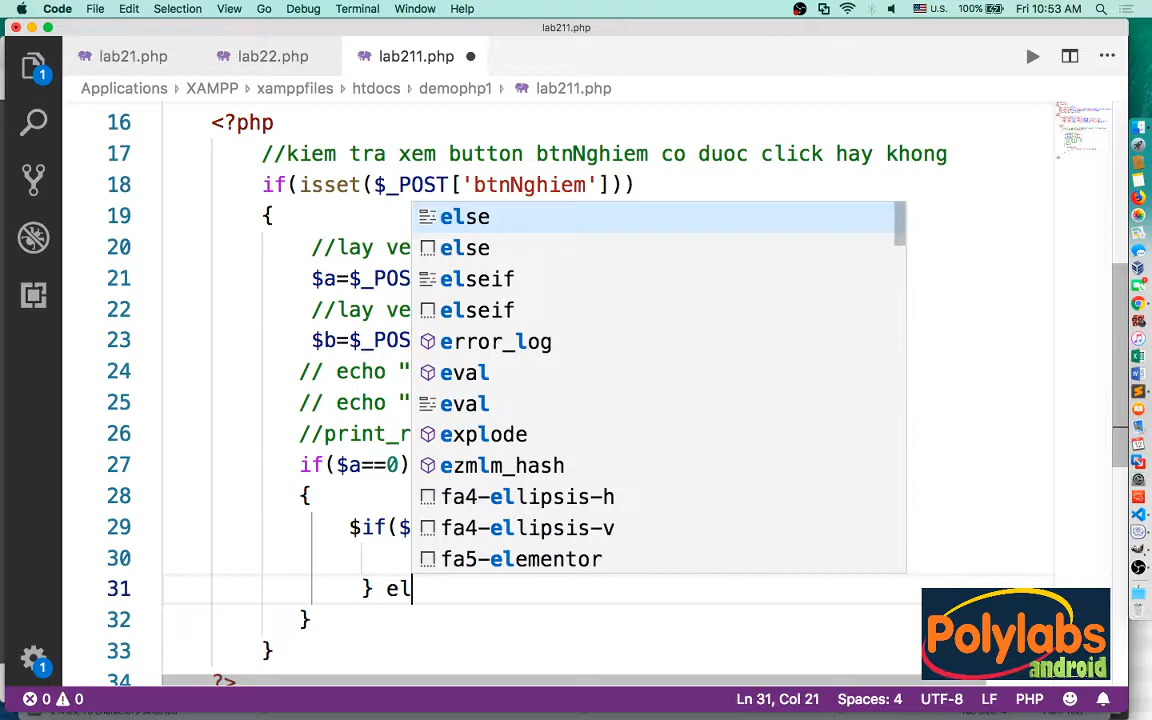 Code File Edit Selection View Go Debug Terminal Window Help U.S. 100% Fri 10:53 AM
lab211.php
lab21.php lab22.php lab211.php
Applications › XAMPP › xamppfiles › htdocs › demophp1 › lab211.php
16 <?php
17 //kiem tra xem button btnNghiem co duoc click hay khong
18 if(isset($_POST['btnNghiem']))
19 {
else
20 //lay ve
else
21 $a=$_POS
elseif
22 //lay ve
elseif
23 $b=$_POS
error_log
24 // echo "
eval
25 // echo "
eval
26 //print_r
explode
27 if($a==0)
ezmlm_hash
28 {
fa4-ellipsis-h
29 $if($
fa4-ellipsis-v
30
fa5-elementor
31 } el
32 }
33 }
34 ?>
Polylabs
android
1
1
0 0 Ln 31, Col 21 Spaces: 4 UTF-8 LF PHP